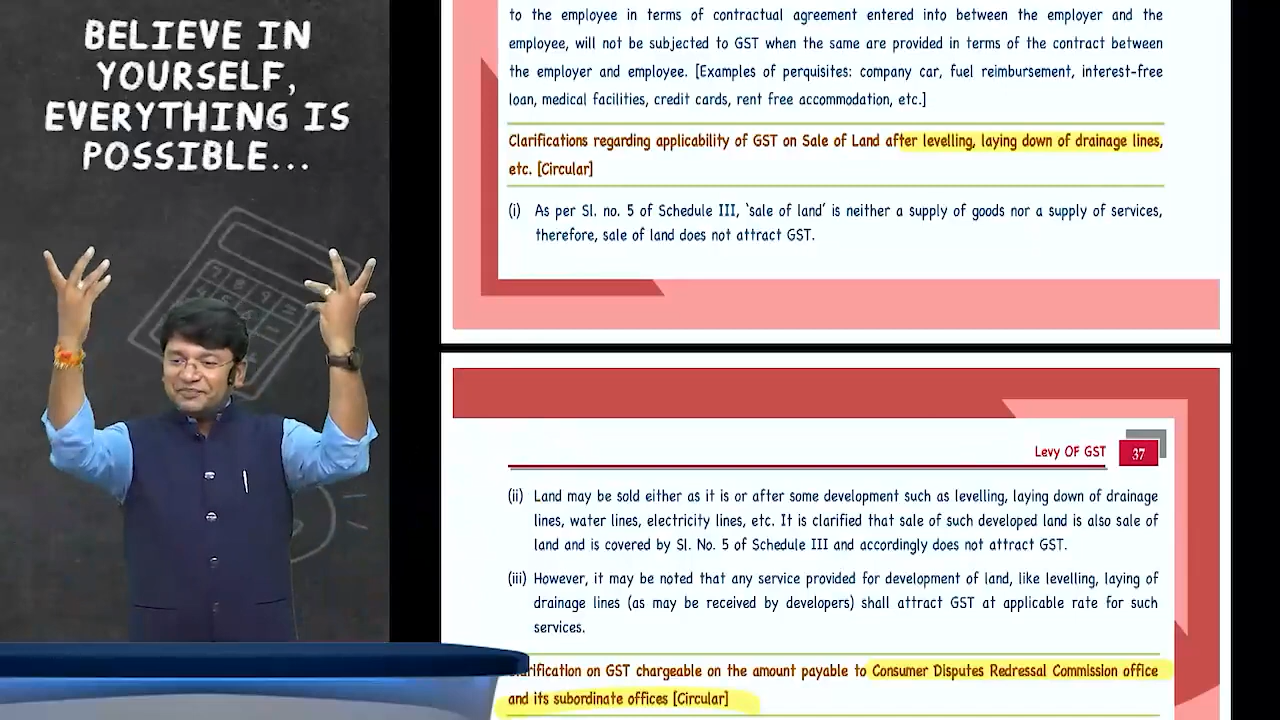 BELIEVE IN
YOURSELF,
EVERYTHING IS
POSSIBLE...
to the employee in terms of contractual agreement entered into between the employer and the
employee, will not be subjected to GST when the same are provided in terms of the contract between
the employer and employee. [Examples of perquisites: company car, fuel reimbursement, interest-free
loan, medical facilities, credit cards, rent free accommodation, etc.]
Clarifications regarding applicability of GST on Sale of Land after levelling, laying down of drainage lines,
etc. [Circular]
(i) As per Sl. no. 5 of Schedule III, ‘sale of land’ is neither a supply of goods nor a supply of services,
therefore, sale of land does not attract GST.
Levy OF GST 37
(ii) Land may be sold either as it is or after some development such as levelling, laying down of drainage
lines, water lines, electricity lines, etc. It is clarified that sale of such developed land is also sale of
land and is covered by Sl. No. 5 of Schedule III and accordingly does not attract GST.
(iii) However, it may be noted that any service provided for development of land, like levelling, laying of
drainage lines (as may be received by developers) shall attract GST at applicable rate for such
services.
rification on GST chargeable on the amount payable to Consumer Disputes Redressal Commission office
and its subordinate offices [Circular]